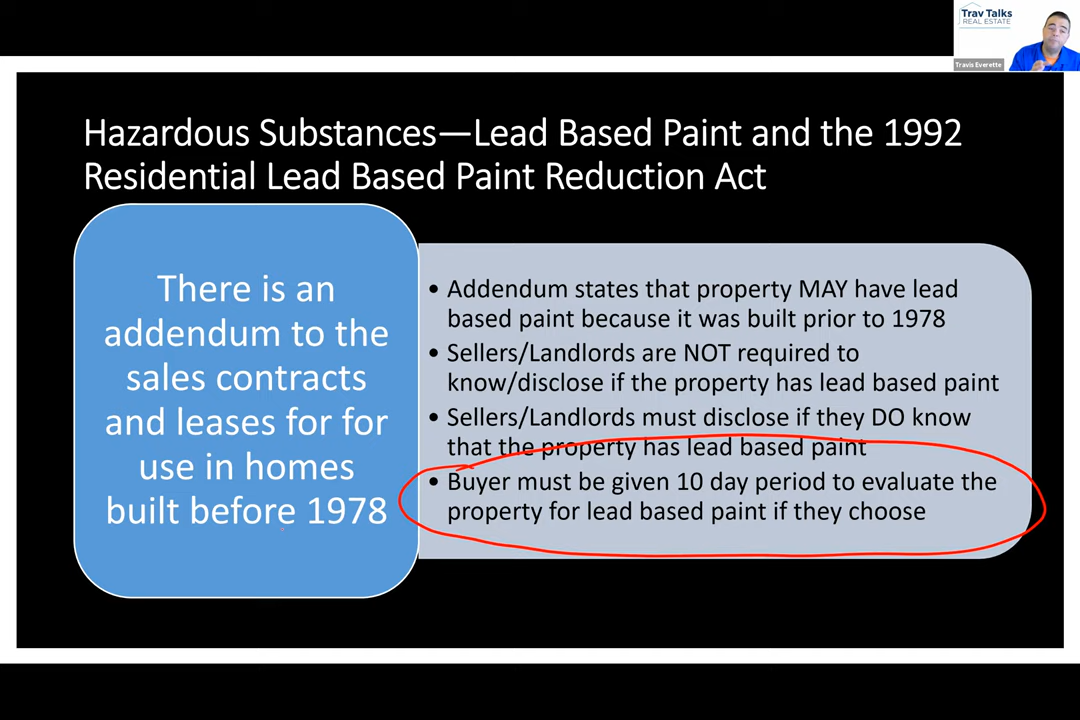 Trav Talks
REAL ESTATE
Travis Everette
Hazardous Substances—Lead Based Paint and the 1992
Residential Lead Based Paint Reduction Act
There is an
addendum to the
sales contracts
and leases for for
use in homes
built before 1978
• Addendum states that property MAY have lead
based paint because it was built prior to 1978
• Sellers/Landlords are NOT required to
know/disclose if the property has lead based paint
• Sellers/Landlords must disclose if they DO know
that the property has lead based paint
• Buyer must be given 10 day period to evaluate the
property for lead based paint if they choose